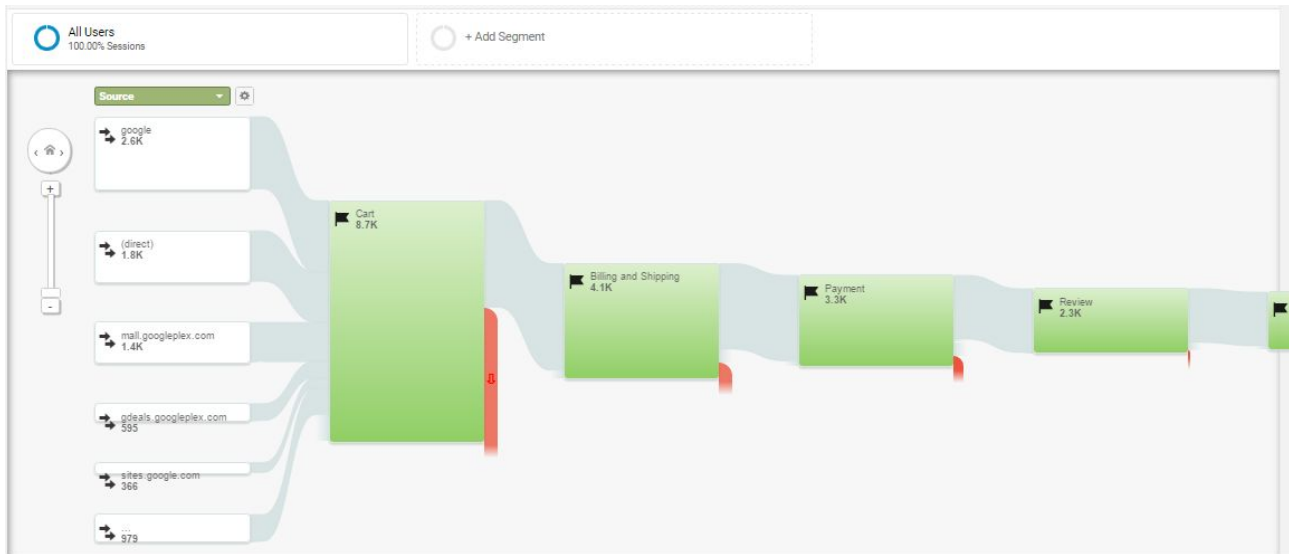 All Users
100.00% Sessions
+ Add Segment
Source
google
2.6K
(direct)
1.8K
mall.googleplex.com
1.4K
gdeals.googleplex.com
595
sites.google.com
366
...
979
Cart
8.7K
Billing and Shipping
4.1K
Payment
3.3K
Review
2.3K
+
-